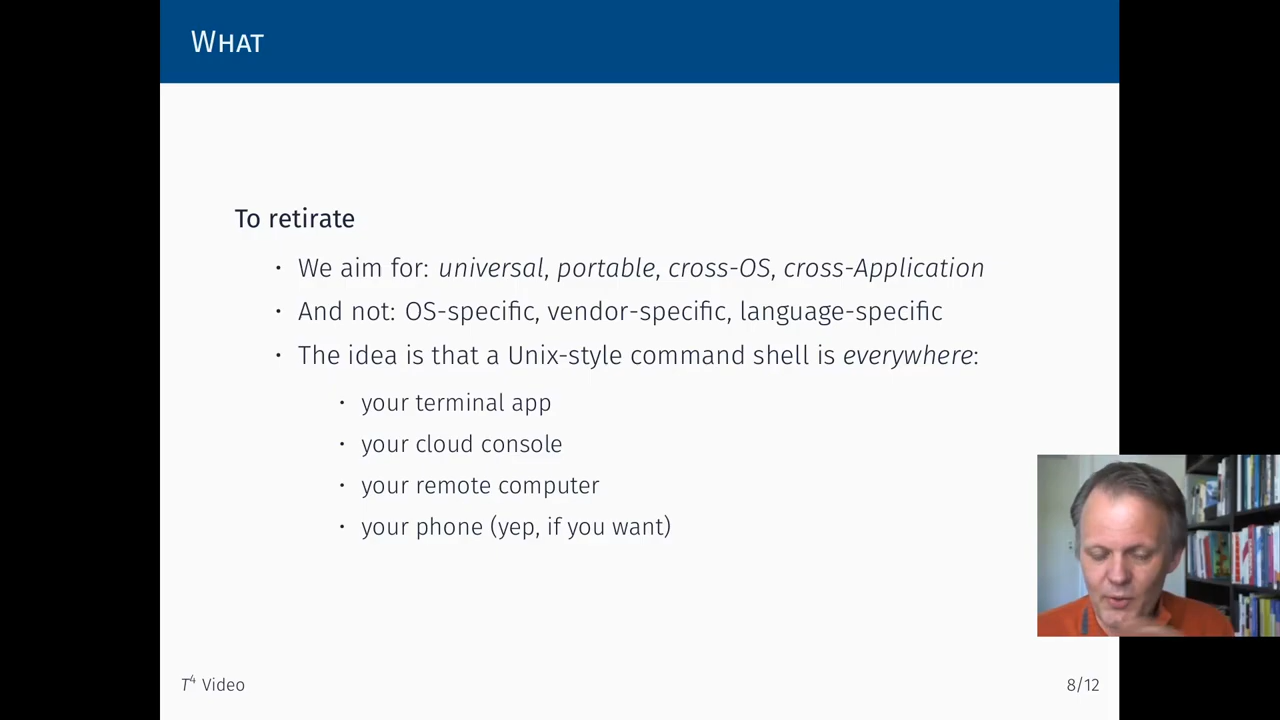 What
To retirate
• We aim for: universal, portable, cross-OS, cross-Application
• And not: OS-specific, vendor-specific, language-specific
• The idea is that a Unix-style command shell is everywhere:
• your terminal app
• your cloud console
• your remote computer
• your phone (yep, if you want)
T⁴ Video
8/12